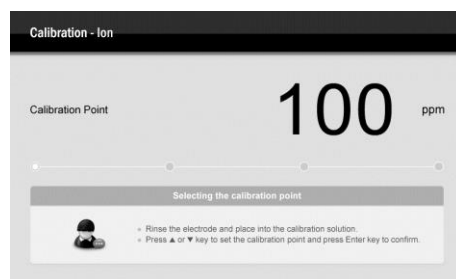 Calibration - Ion
Calibration Point 100 ppm
Selecting the calibration point
Rinse the electrode and place into the calibration solution.
Press ▲ or ▼ key to set the calibration point and press Enter key to confirm.